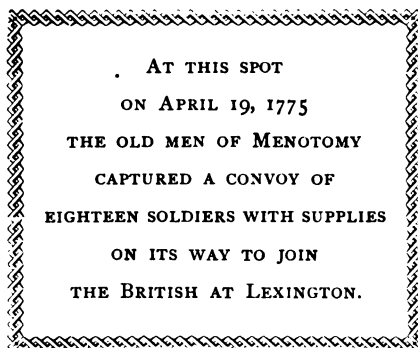 At this spot
on April 19, 1775
the old men of Menotomy
captured a convoy of
eighteen soldiers with supplies
on its way to join
the British at Lexington.